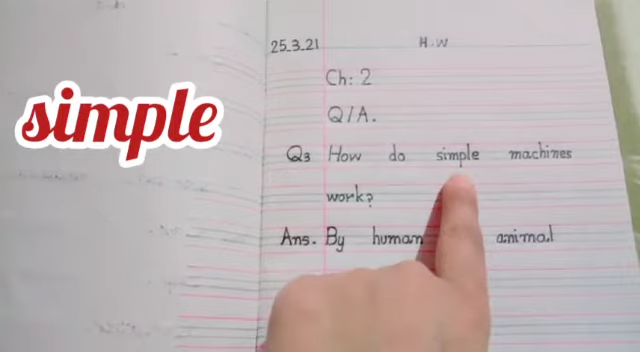 simple
25.3.21 H.W
Ch: 2
Q/A.
Q3 How do simple machines
work?
Ans. By human animal